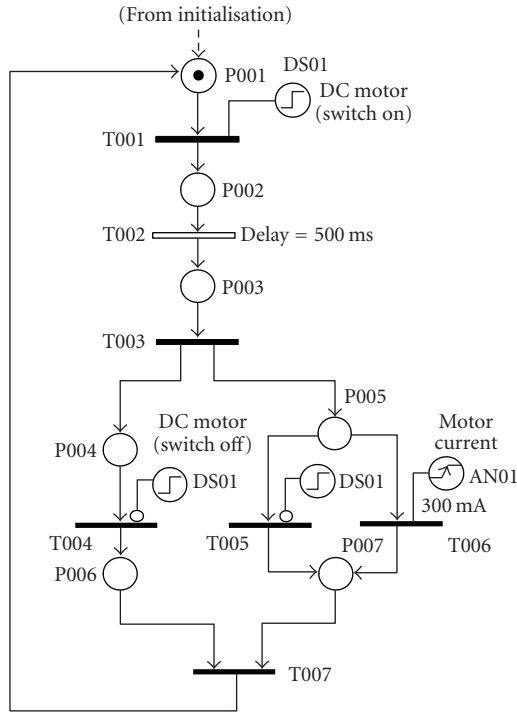 (From initialisation)
P001
DS01
DC motor
(switch on)
T001
P002
T002
Delay = 500 ms
P003
T003
P005
DC motor
(switch off)
Motor
current
P004
DS01
DS01
AN01
300 mA
T004
T005
P007
T006
P006
T007